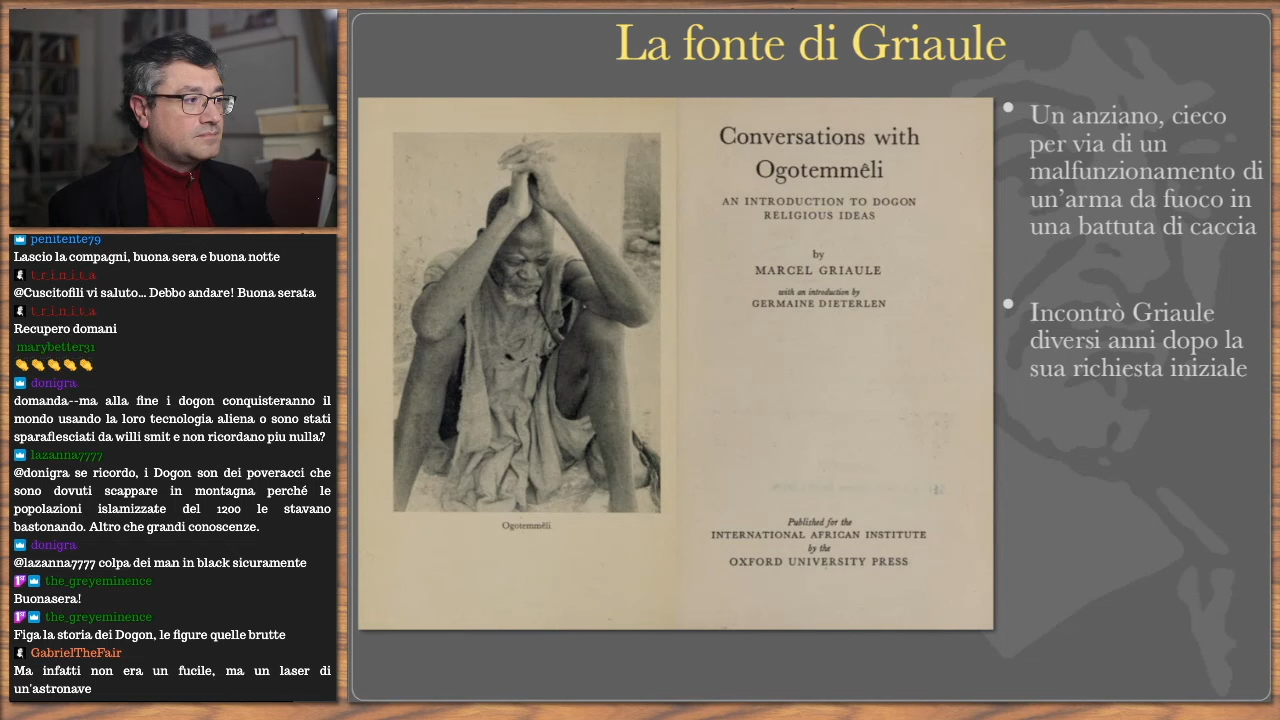 La fonte di Griaule
penitente79
Lascio la compagni, buona sera e buona notte
t_r_i_n_i_t_a
@Cuscitofili vi saluto... Debbo andare! Buona serata
t_r_i_n_i_t_a
Recupero domani
marybetter31
👏👏👏👏👏
donigra
domanda--ma alla fine i dogon conquisteranno il
mondo usando la loro tecnologia aliena o sono stati
sparaflesciati da willi smit e non ricordano piu nulla?
lazanna7777
@donigra se ricordo, i Dogon son dei poveracci che
sono dovuti scappare in montagna perché le
popolazioni islamizzate del 1200 le stavano
bastonando. Altro che grandi conoscenze.
donigra
@lazanna7777 colpa dei man in black sicuramente
the_greyeminence
Buonasera!
the_greyeminence
Figa la storia dei Dogon, le figure quelle brutte
GabrielTheFair
Ma infatti non era un fucile, ma un laser di
un'astronave
Ogotemmêli
Conversations with
Ogotemmêli
AN INTRODUCTION TO DOGON
RELIGIOUS IDEAS
by
MARCEL GRIAULE
with an introduction by
GERMAINE DIETERLEN
Published for the
INTERNATIONAL AFRICAN INSTITUTE
by the
OXFORD UNIVERSITY PRESS
• Un anziano, cieco
per via di un
malfunzionamento di
un'arma da fuoco in
una battuta di caccia
• Incontrò Griaule
diversi anni dopo la
sua richiesta iniziale